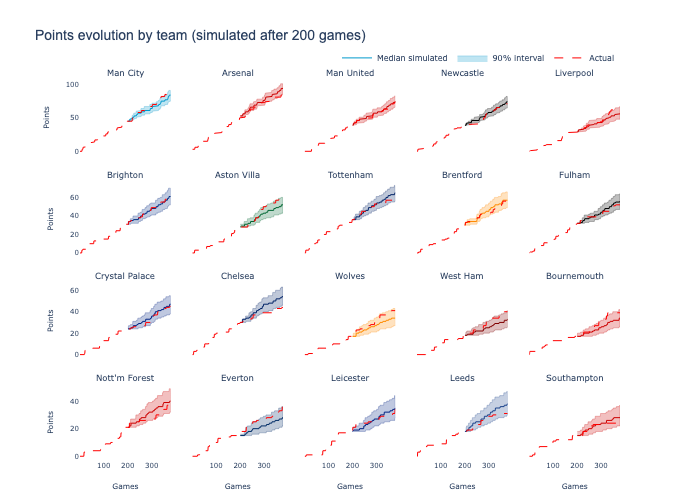 Points evolution by team (simulated after 200 games)
Median simulated 90% interval Actual
Man City Arsenal Man United Newcastle Liverpool
100
50
0
Points
Brighton Aston Villa Tottenham Brentford Fulham
60
40
20
0
Points
Crystal Palace Chelsea Wolves West Ham Bournemouth
60
40
20
0
Points
Nott'm Forest Everton Leicester Leeds Southampton
40
20
0
Points
100 200 300 100 200 300 100 200 300 100 200 300 100 200 300
Games Games Games Games Games